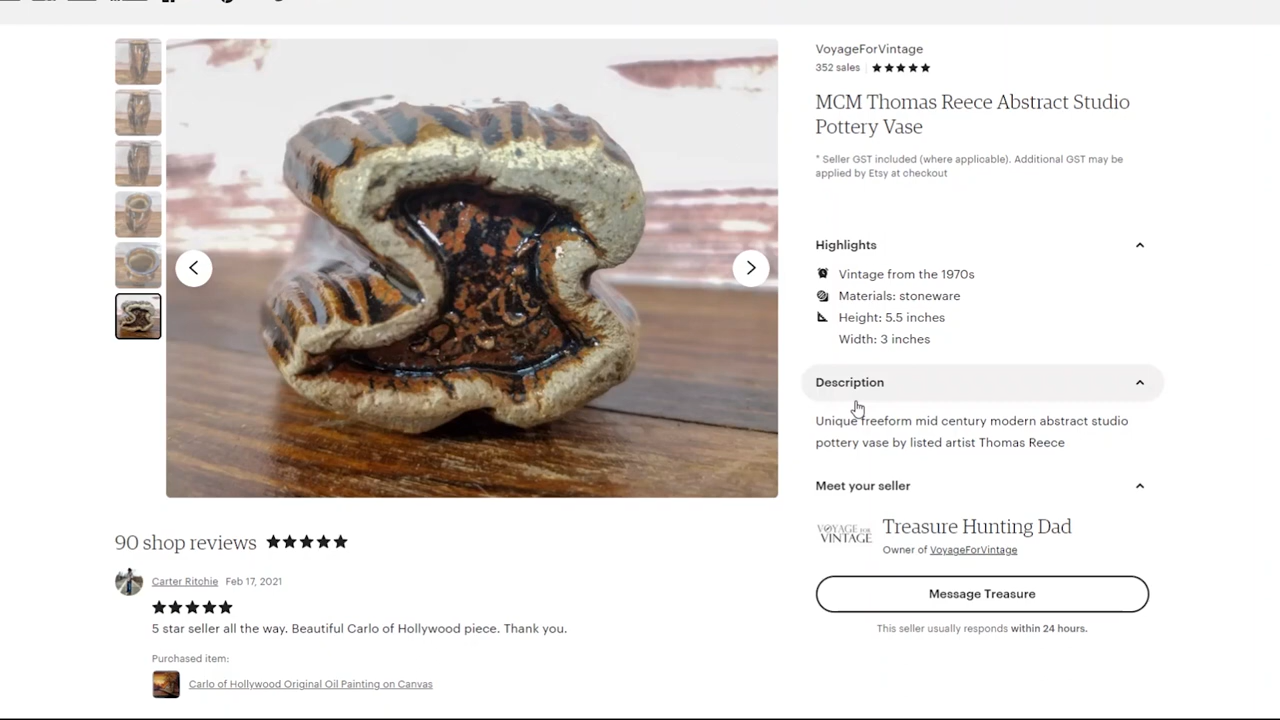 VoyageForVintage
352 sales
MCM Thomas Reece Abstract Studio
Pottery Vase
* Seller GST included (where applicable). Additional GST may be
applied by Etsy at checkout
Highlights
Vintage from the 1970s
Materials: stoneware
Height: 5.5 inches
Width: 3 inches
Description
Unique freeform mid century modern abstract studio
pottery vase by listed artist Thomas Reece
Meet your seller
VOYAGE FOR
VINTAGE
Treasure Hunting Dad
Owner of VoyageForVintage
Message Treasure
This seller usually responds within 24 hours.
90 shop reviews
Carter Ritchie Feb 17, 2021
5 star seller all the way. Beautiful Carlo of Hollywood piece. Thank you.
Purchased item:
Carlo of Hollywood Original Oil Painting on Canvas